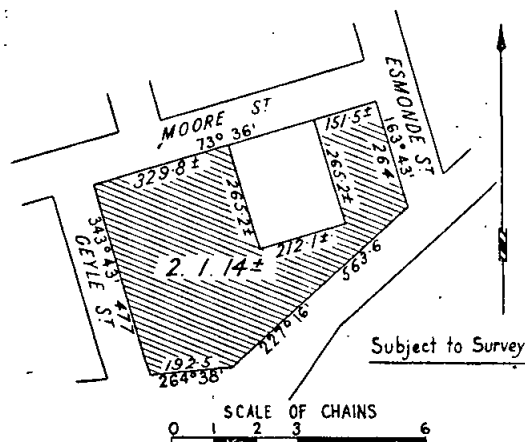 MOORE ST
73° 36'
ESMONDE ST.
163° 43'
264
151·5±
329·8±
265·2±
265·2±
212·1±
343° 43' 477
GEYLE ST.
2. 1. 14±
563·6
227° 16'
192·5
264° 38'
Subject to Survey
SCALE OF CHAINS
0 1 2 3 6